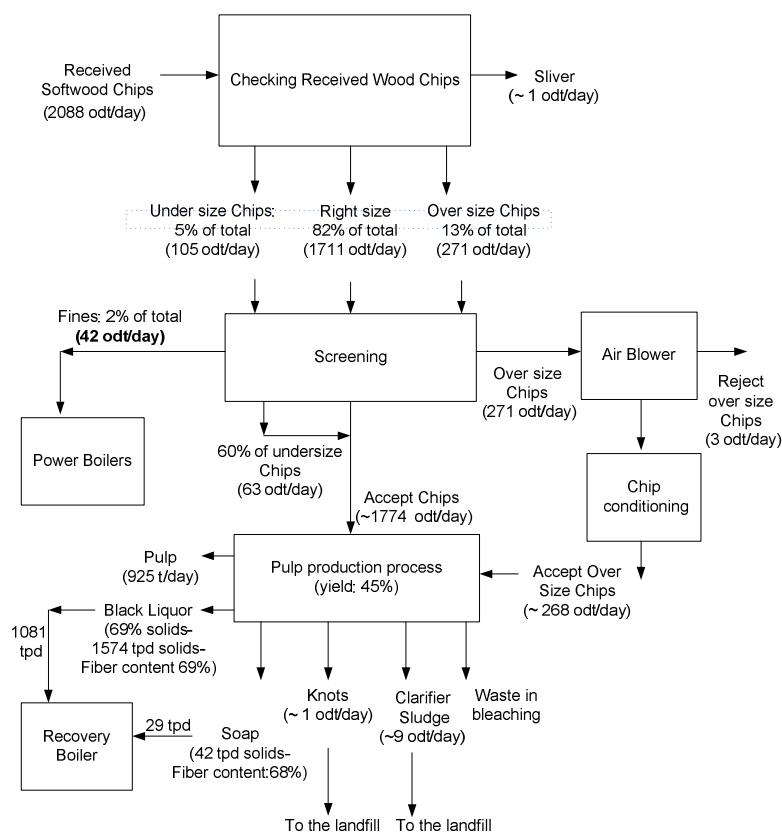 Received
Softwood Chips
(2088 odt/day)
Checking Received Wood Chips
Sliver
(~ 1 odt/day)
Under size Chips:
5% of total
(105 odt/day)
Right size
82% of total
(1711 odt/day)
Over size Chips
13% of total
(271 odt/day)
Fines: 2% of total
(42 odt/day)
Screening
Air Blower
Over size
Chips
(271 odt/day)
Reject
over size
Chips
(3 odt/day)
Power Boilers
60% of undersize
Chips
(63 odt/day)
Chip
conditioning
Accept Chips
(~1774 odt/day)
Pulp
(925 t/day)
Pulp production process
(yield: 45%)
Accept Over
Size Chips
(~ 268 odt/day)
Black Liquor
(69% solids-
1574 tpd solids-
Fiber content 69%)
1081
tpd
Knots
(~ 1 odt/day)
Clarifier
Sludge
(~9 odt/day)
Waste in
bleaching
Recovery
Boiler
29 tpd
Soap
(42 tpd solids-
Fiber content:68%)
To the landfill
To the landfill